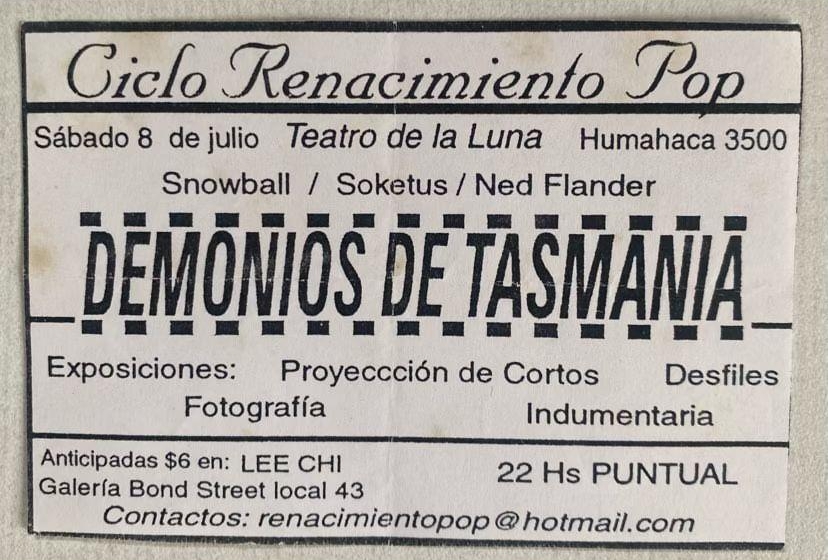 Ciclo Renacimiento Pop
Sábado 8 de julio Teatro de la Luna Humahaca 3500
Snowball / Soketus / Ned Flander
DEMONIOS DE TASMANIA
Exposiciones: Proyeccción de Cortos Desfiles
Fotografía Indumentaria
Anticipadas $6 en: LEE CHI
Galería Bond Street local 43
22 Hs PUNTUAL
Contactos: renacimientopop@hotmail.com